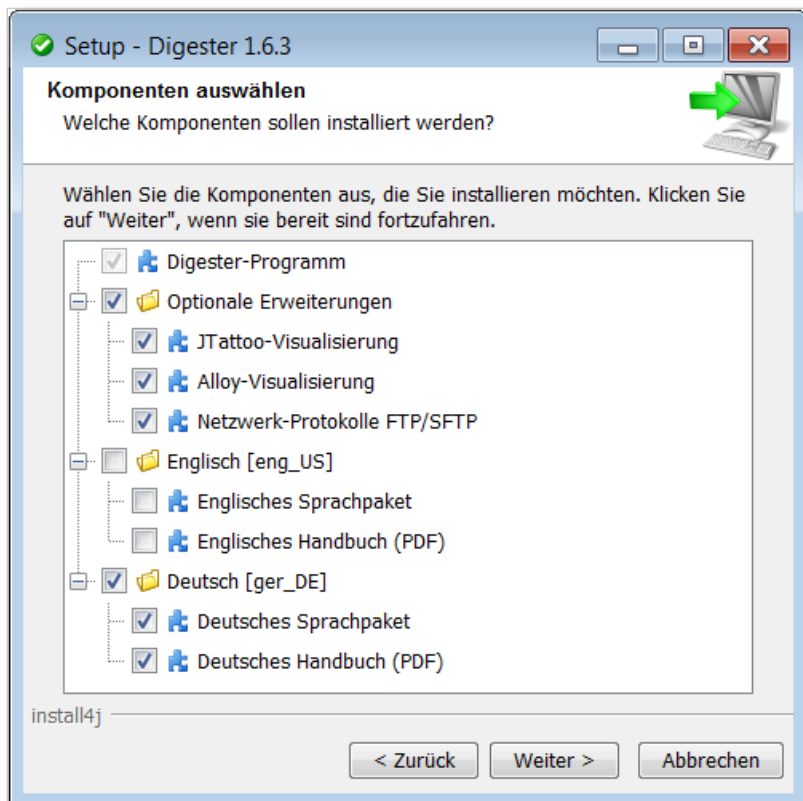 Setup - Digester 1.6.3
Komponenten auswählen
Welche Komponenten sollen installiert werden?
Wählen Sie die Komponenten aus, die Sie installieren möchten. Klicken Sie
auf "Weiter", wenn sie bereit sind fortzufahren.
Digester-Programm
Optionale Erweiterungen
JTattoo-Visualisierung
Alloy-Visualisierung
Netzwerk-Protokolle FTP/SFTP
Englisch [eng_US]
Englisches Sprachpaket
Englisches Handbuch (PDF)
Deutsch [ger_DE]
Deutsches Sprachpaket
Deutsches Handbuch (PDF)
install4j
< Zurück Weiter > Abbrechen